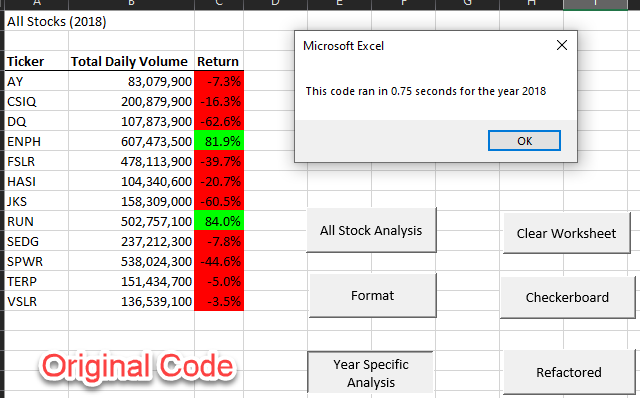 A B C D E F G H I
All Stocks (2018)
Ticker Total Daily Volume Return
AY 83,079,900 -7.3%
CSIQ 200,879,900 -16.3%
DQ 107,873,900 -62.6%
ENPH 607,473,500 81.9%
FSLR 478,113,900 -39.7%
HASI 104,340,600 -20.7%
JKS 158,309,000 -60.5%
RUN 502,757,100 84.0%
SEDG 237,212,300 -7.8%
SPWR 538,024,300 -44.6%
TERP 151,434,700 -5.0%
VSLR 136,539,100 -3.5%
Microsoft Excel
This code ran in 0.75 seconds for the year 2018
OK
All Stock Analysis
Clear Worksheet
Format
Checkerboard
Original Code
Year Specific
Analysis
Refactored